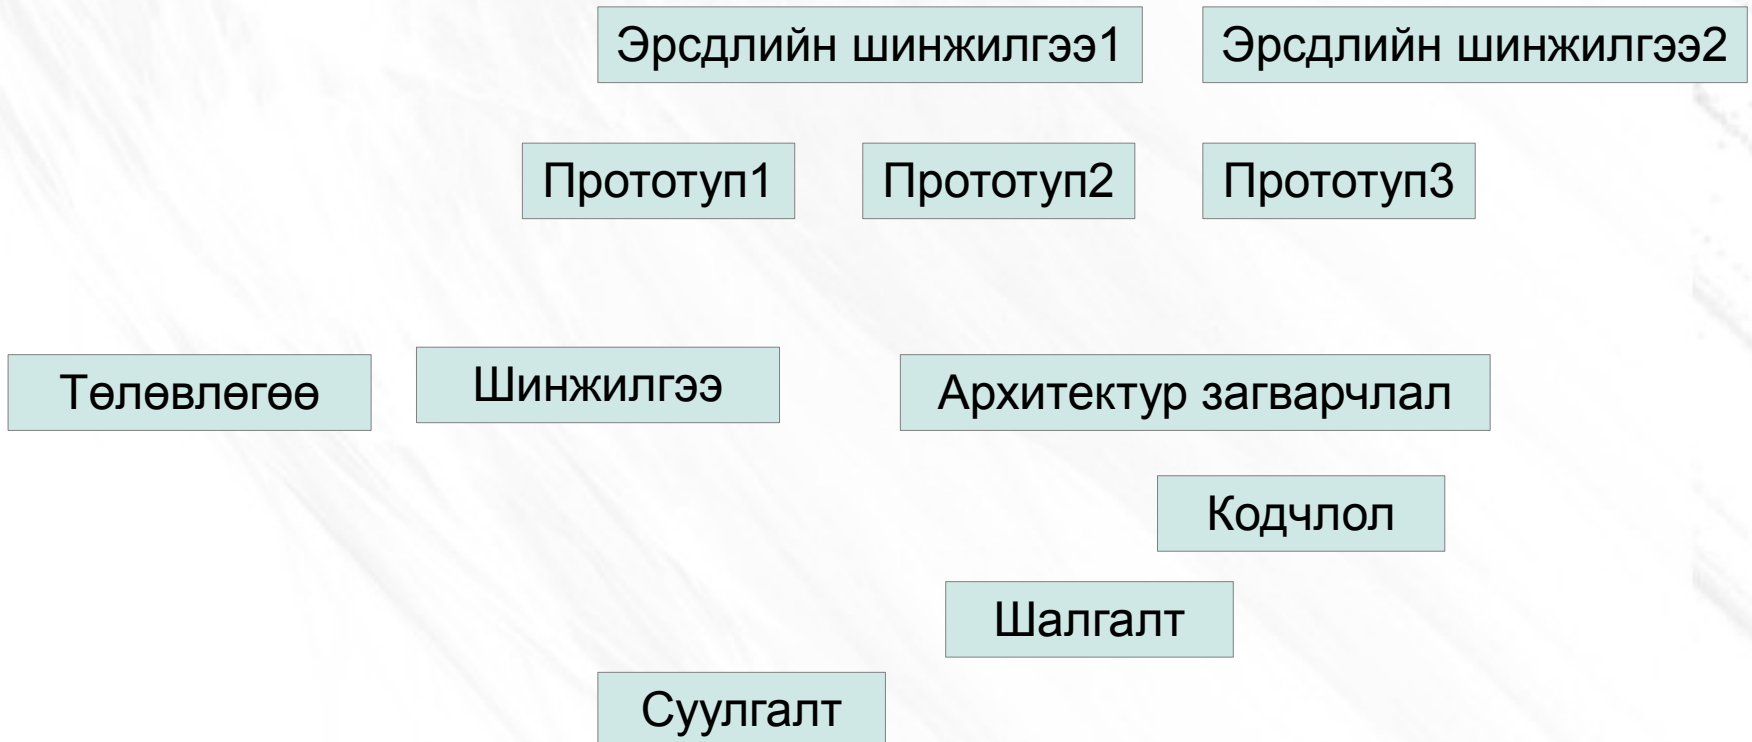 Эрсдлийн шинжилгээ1
Эрсдлийн шинжилгээ2
Прототуп1
Прототуп2
Прототуп3
Төлөвлөгөө
Шинжилгээ
Архитектур загварчлал
Кодчлол
Шалгалт
Суулгалт